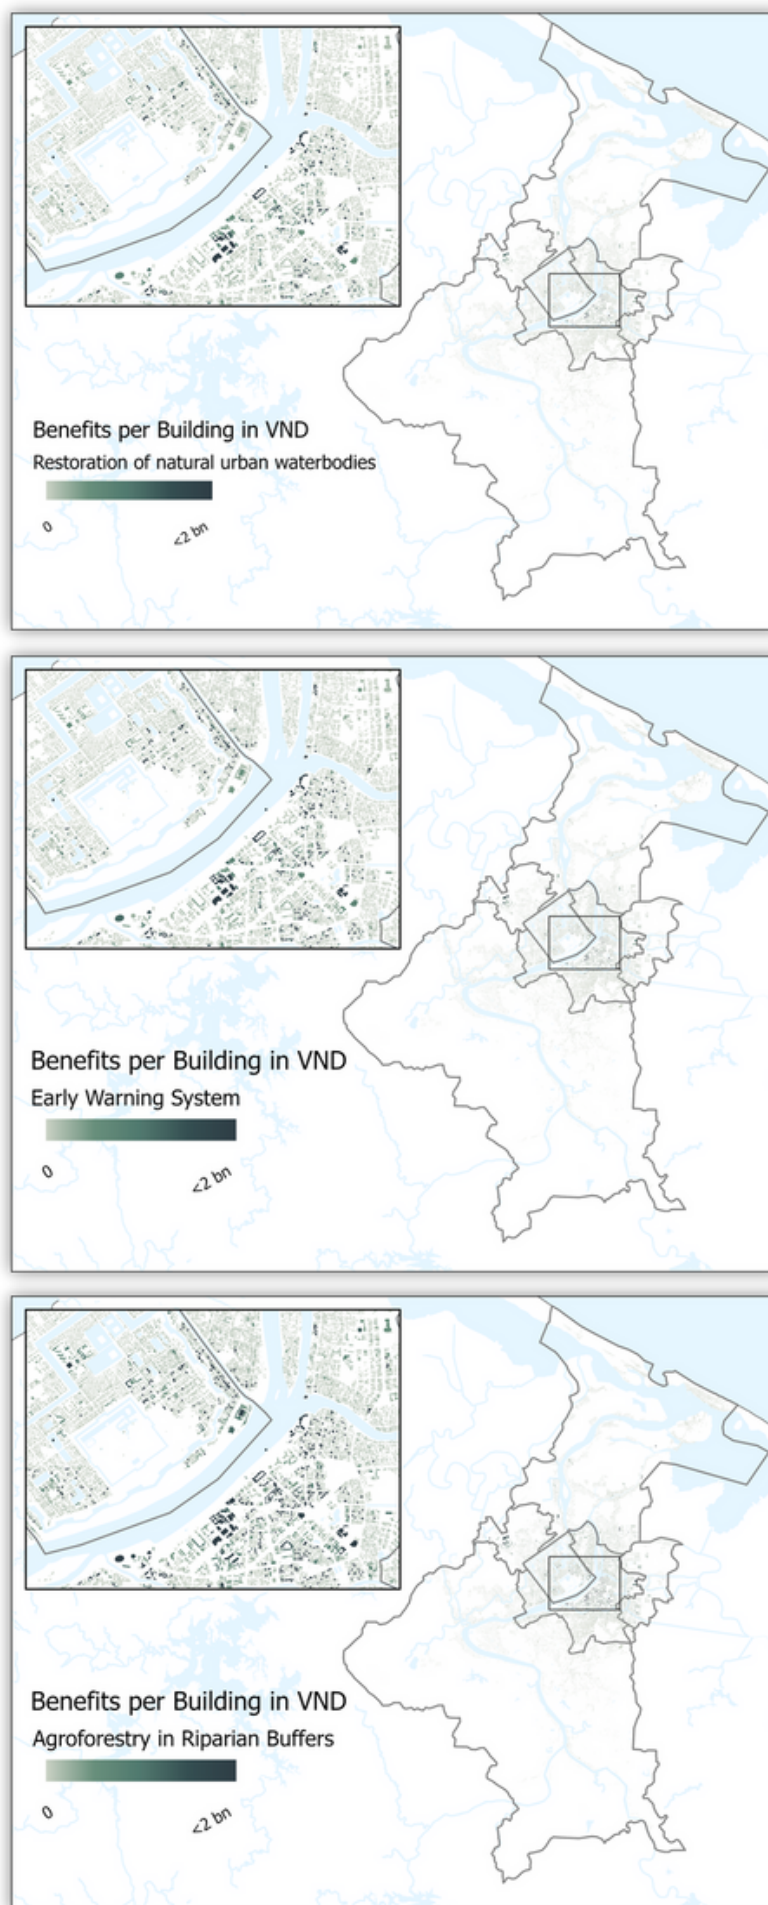 Benefits per Building in VND
Restoration of natural urban waterbodies
0
<2 bn
Benefits per Building in VND
Early Warning System
0
<2 bn
Benefits per Building in VND
Agroforestry in Riparian Buffers
0
<2 bn